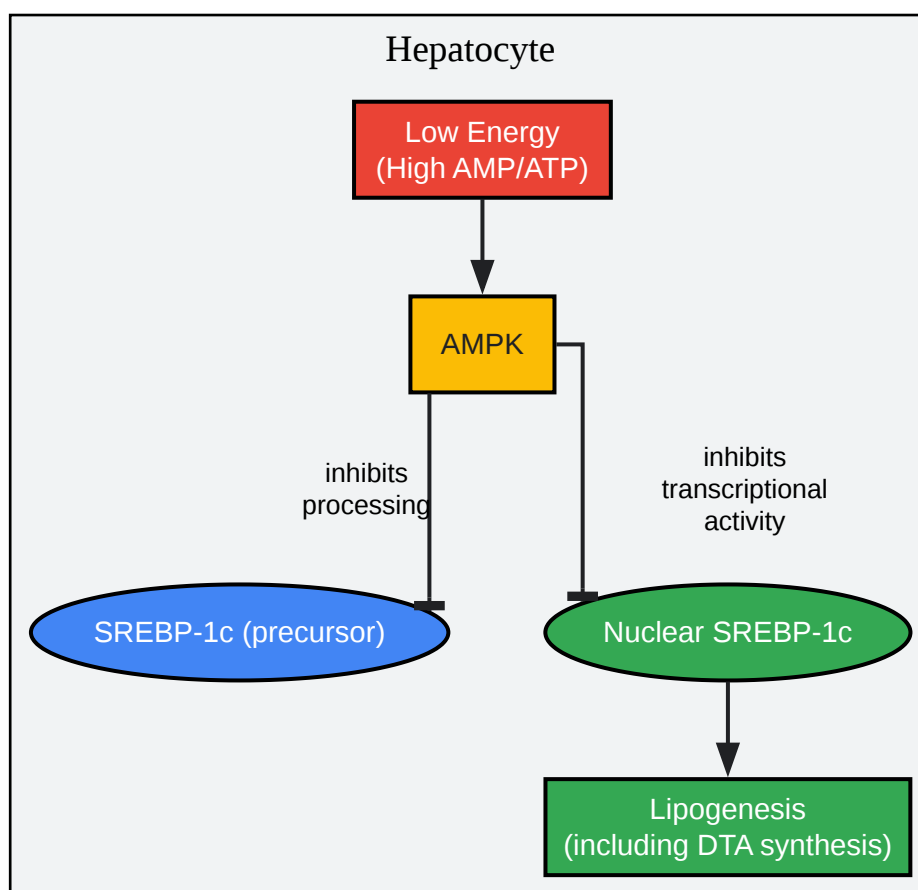 Hepatocyte
Low Energy
(High AMP/ATP)
AMPK
inhibits
processing
inhibits
transcriptional
activity
SREBP-1c (precursor)
Nuclear SREBP-1c
Lipogenesis
(including DTA synthesis)